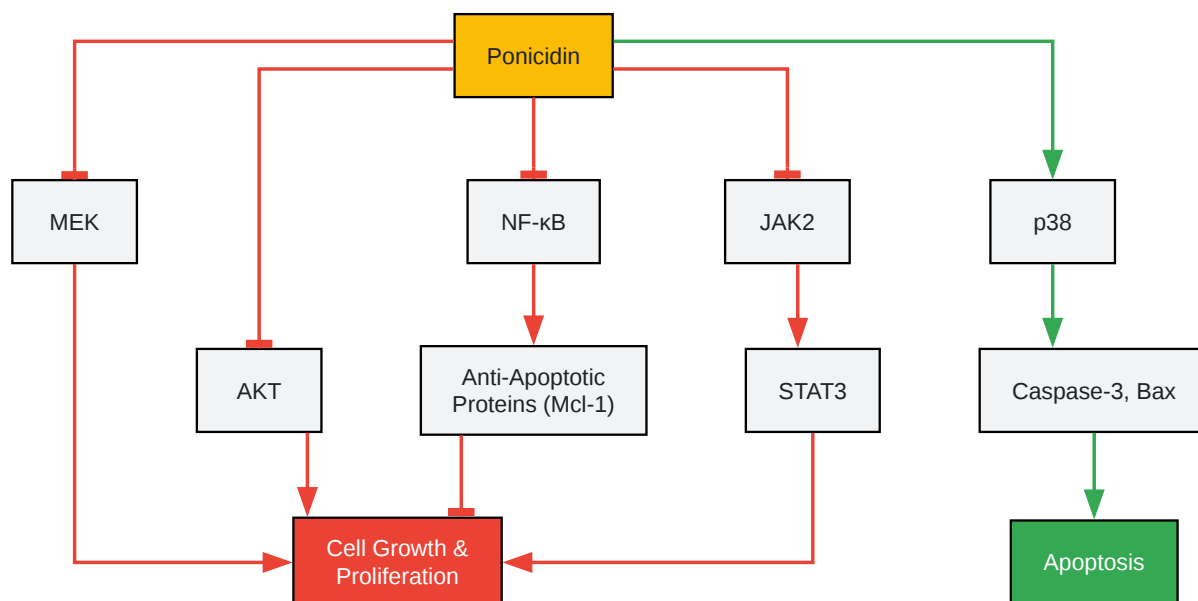 Ponicidin
MEK
NF-κB
JAK2
p38
AKT
Anti-Apoptotic
Proteins (Mcl-1)
STAT3
Caspase-3, Bax
Cell Growth &
Proliferation
Apoptosis